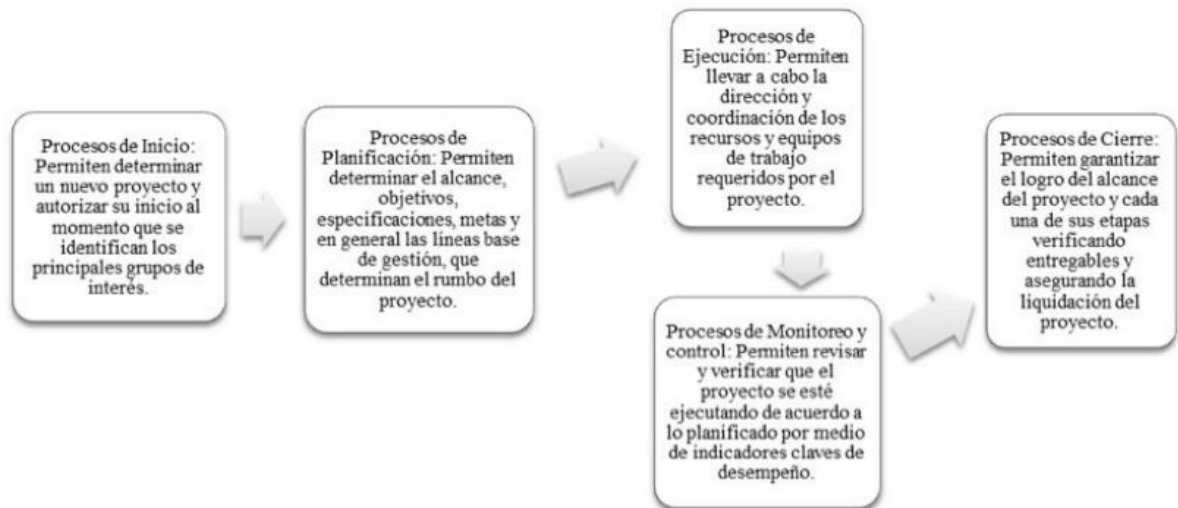 Procesos de Inicio:
Permiten determinar
un nuevo proyecto y
autorizar su inicio al
momento que se
identifican los
principales grupos de
interés.
Procesos de
Planificación: Permiten
determinar el alcance,
objetivos,
especificaciones, metas y
en general las líneas base
de gestión, que
determinan el rumbo del
proyecto.
Procesos de
Ejecución: Permiten
llevar a cabo la
dirección y
coordinación de los
recursos y equipos
de trabajo
requeridos por el
proyecto.
Procesos de Monitoreo y
control: Permiten revisar
y verificar que el
proyecto se esté
ejecutando de acuerdo a
lo planificado por medio
de indicadores claves de
desempeño.
Procesos de Cierre:
Permiten garantizar
el logro del alcance
del proyecto y cada
una de sus etapas
verificando
entregables y
asegurando la
liquidación del
proyecto.